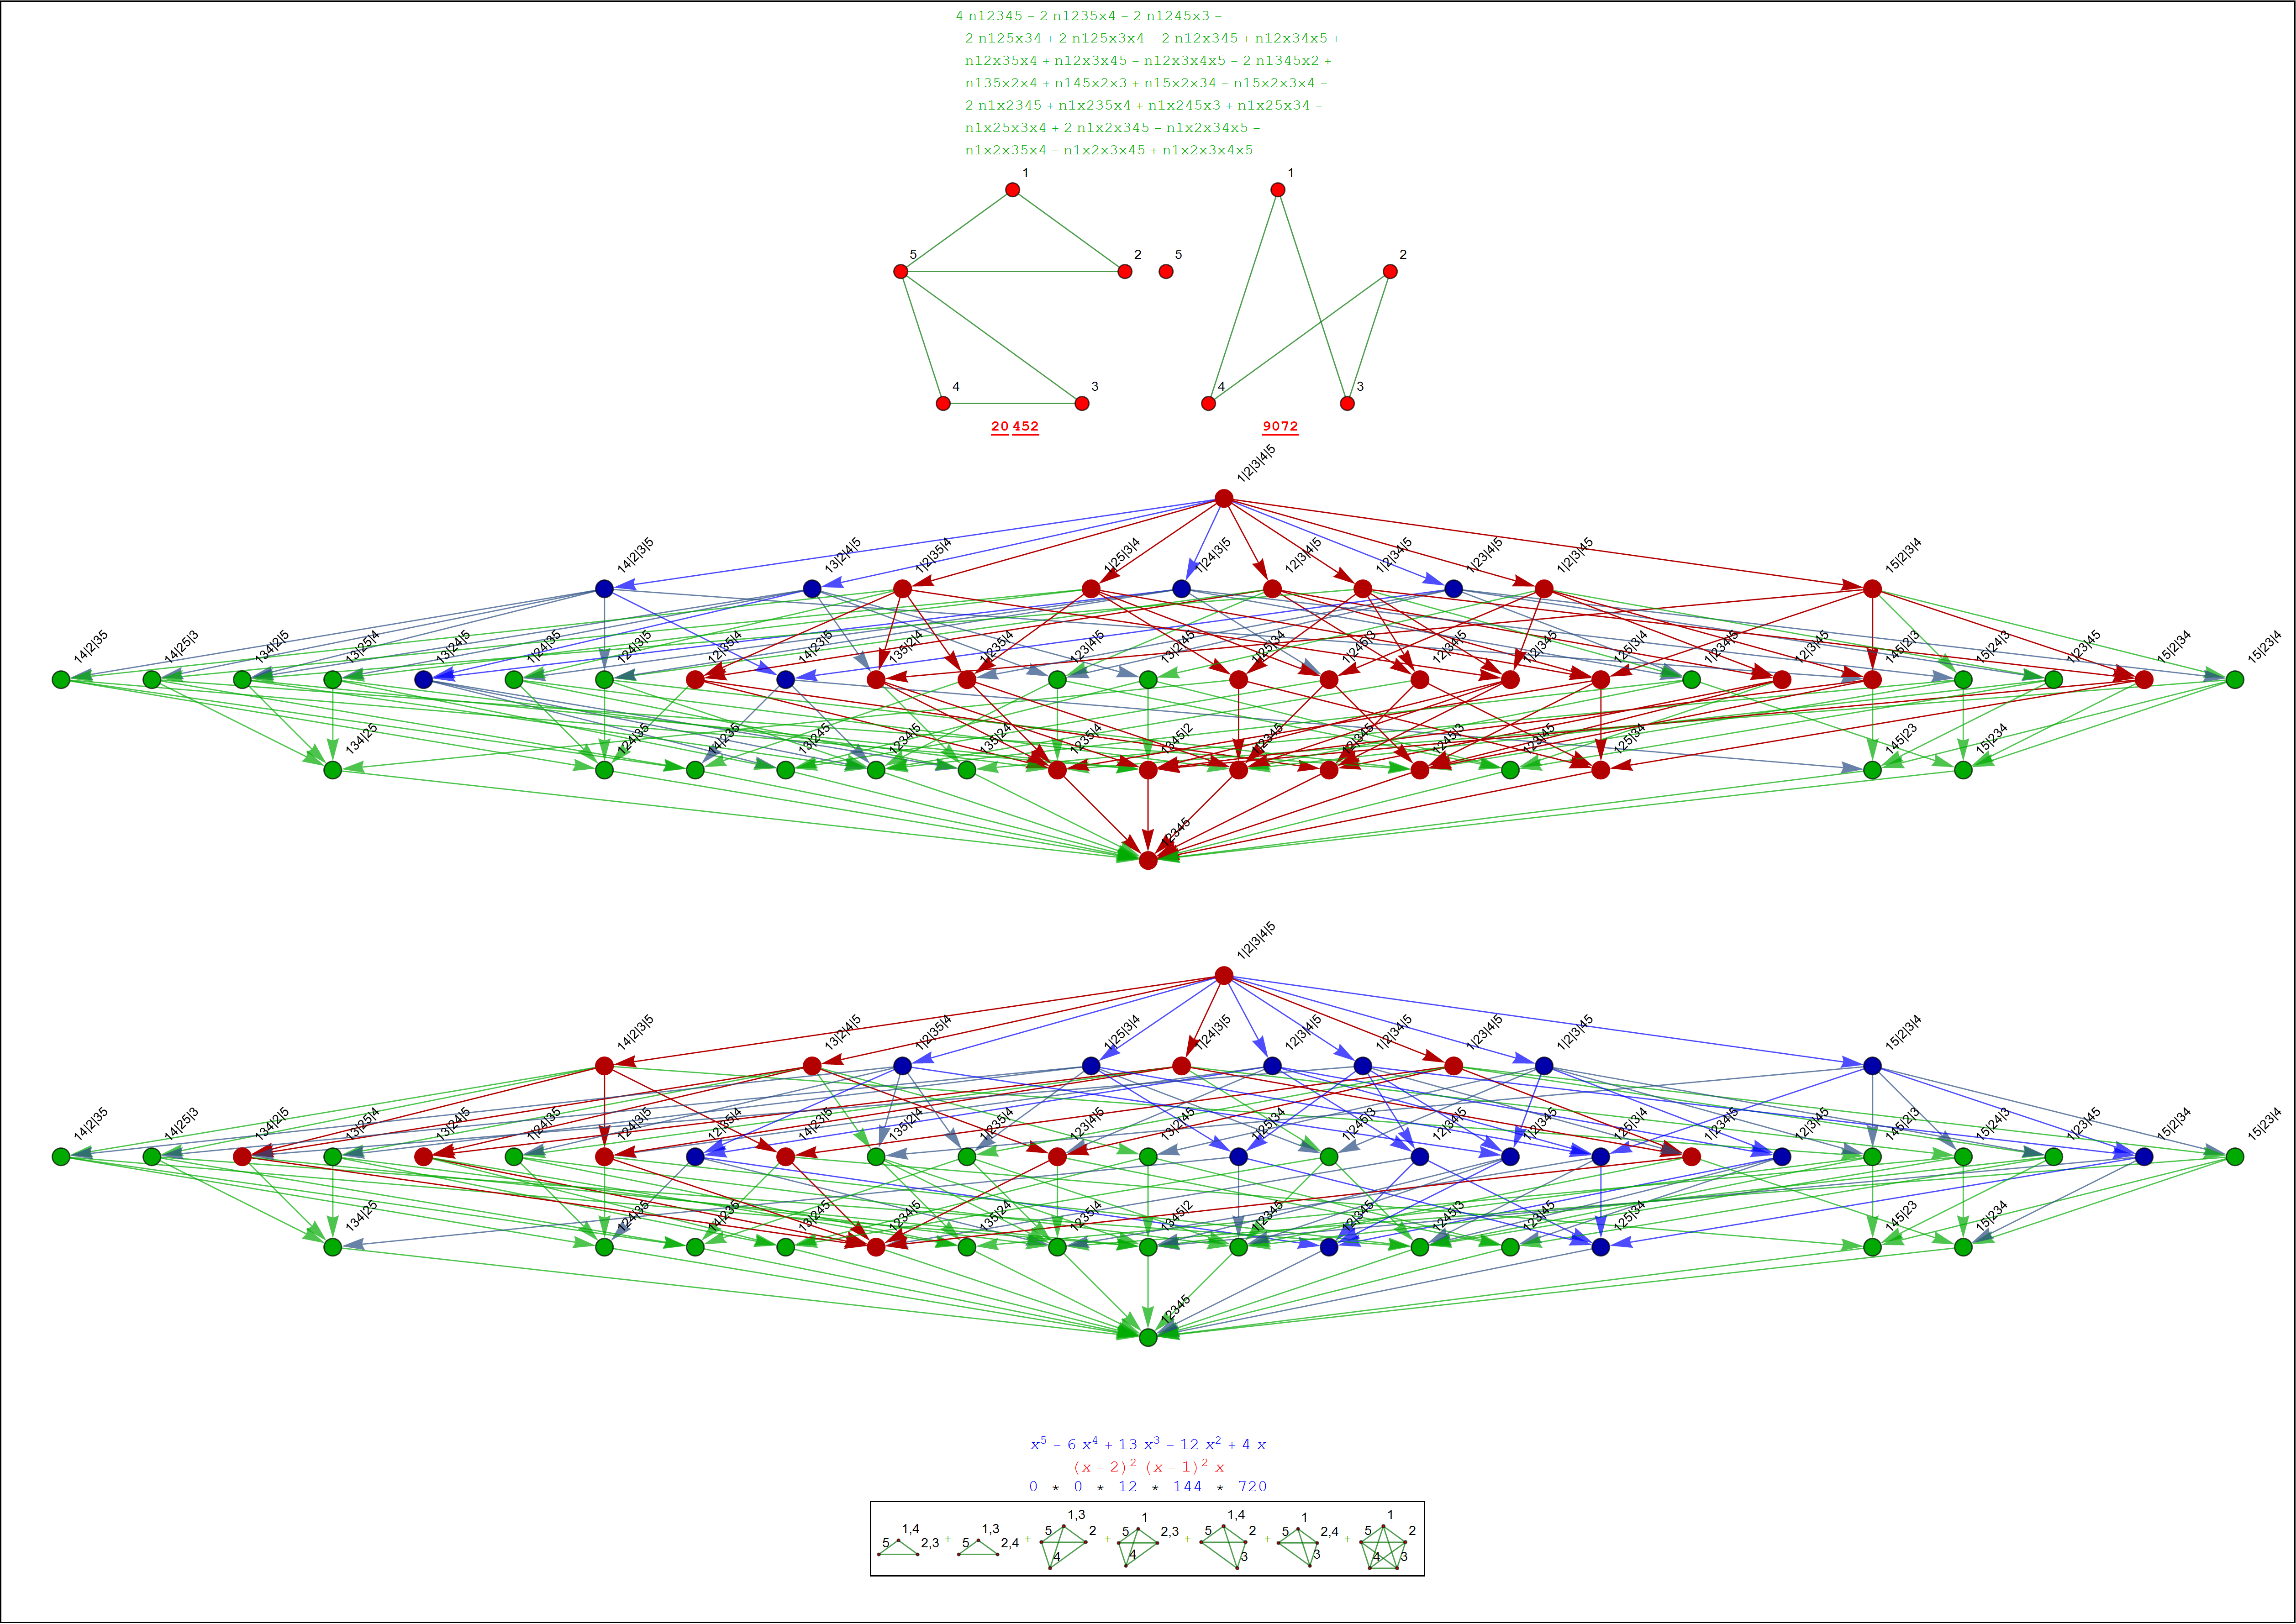 4 n12345 – 2 n1235x4 – 2 n1245x3 –
2 n125x34 + 2 n125x3x4 – 2 n12x345 + n12x34x5 +
n12x35x4 + n12x3x45 – n12x3x4x5 – 2 n1345x2 +
n135x2x4 + n145x2x3 + n15x2x34 – n15x2x3x4 –
2 n1x2345 + n1x235x4 + n1x245x3 + n1x25x34 –
n1x25x3x4 + 2 n1x2x345 – n1x2x34x5 –
n1x2x35x4 – n1x2x3x45 + n1x2x3x4x5
1 1
5 2 5 2
4 3 4 3
20 452 9072
1|2|3|4|5
14|2|3|5 13|2|4|5 1|2|35|4 1|25|3|4 1|24|3|5 12|3|4|5 1|2|34|5 1|23|4|5 1|2|3|45 15|2|3|4
14|2|35 14|25|3 134|2|5 13|25|4 13|24|5 1|24|35 124|3|5 12|35|4 14|23|5 135|2|4 1|235|4 123|4|5 13|2|45 1|25|34 1|245|3 12|34|5 1|2|345 125|3|4 1|234|5 12|3|45 145|2|3 15|24|3 1|23|45 15|2|34 15|23|4
134|25 124|35 14|235 13|245 1234|5 135|24 1235|4 1345|2 1|2345 12|345 1245|3 123|45 125|34 145|23 15|234
12345
1|2|3|4|5
14|2|3|5 13|2|4|5 1|2|35|4 1|25|3|4 1|24|3|5 12|3|4|5 1|2|34|5 1|23|4|5 1|2|3|45 15|2|3|4
14|2|35 14|25|3 134|2|5 13|25|4 13|24|5 1|24|35 124|3|5 12|35|4 14|23|5 135|2|4 1|235|4 123|4|5 13|2|45 1|25|34 1|245|3 12|34|5 1|2|345 125|3|4 1|234|5 12|3|45 145|2|3 15|24|3 1|23|45 15|2|34 15|23|4
134|25 124|35 14|235 13|245 1234|5 135|24 1235|4 1345|2 1|2345 12|345 1245|3 123|45 125|34 145|23 15|234
12345
x⁵ – 6 x⁴ + 13 x³ – 12 x² + 4 x
(x – 2)² (x – 1)² x
0 * 0 * 12 * 144 * 720
1,4 5 2,3 + 1,3 5 2,4 + 1,3 5 2 4 + 1 5 2,3 4 + 1,4 5 2 3 + 1 5 2,4 3 + 1 5 2 4 3